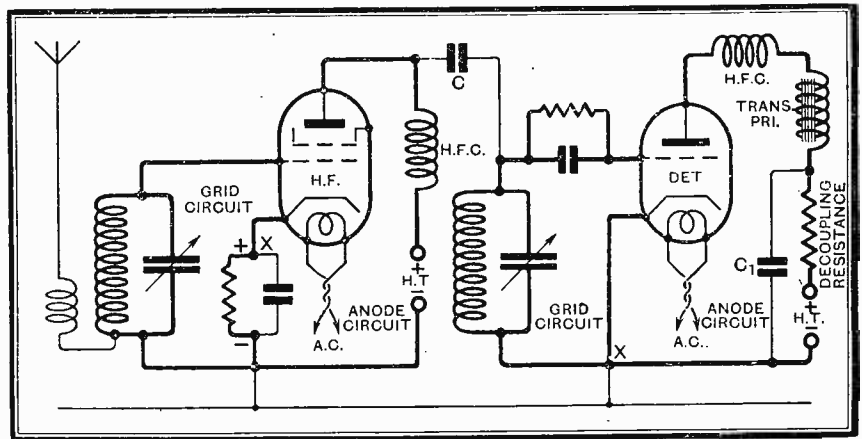 H.F.C.
TRANS.
PRI.
C
H.F.C.
H.F.
DET
GRID
CIRCUIT
+
X
−
+
H.T
−
ANODE
CIRCUIT
A.C.
GRID
CIRCUIT
X
ANODE
CIRCUIT
A.C..
C1
DECOUPLING
RESISTANCE
+
H.T.
−